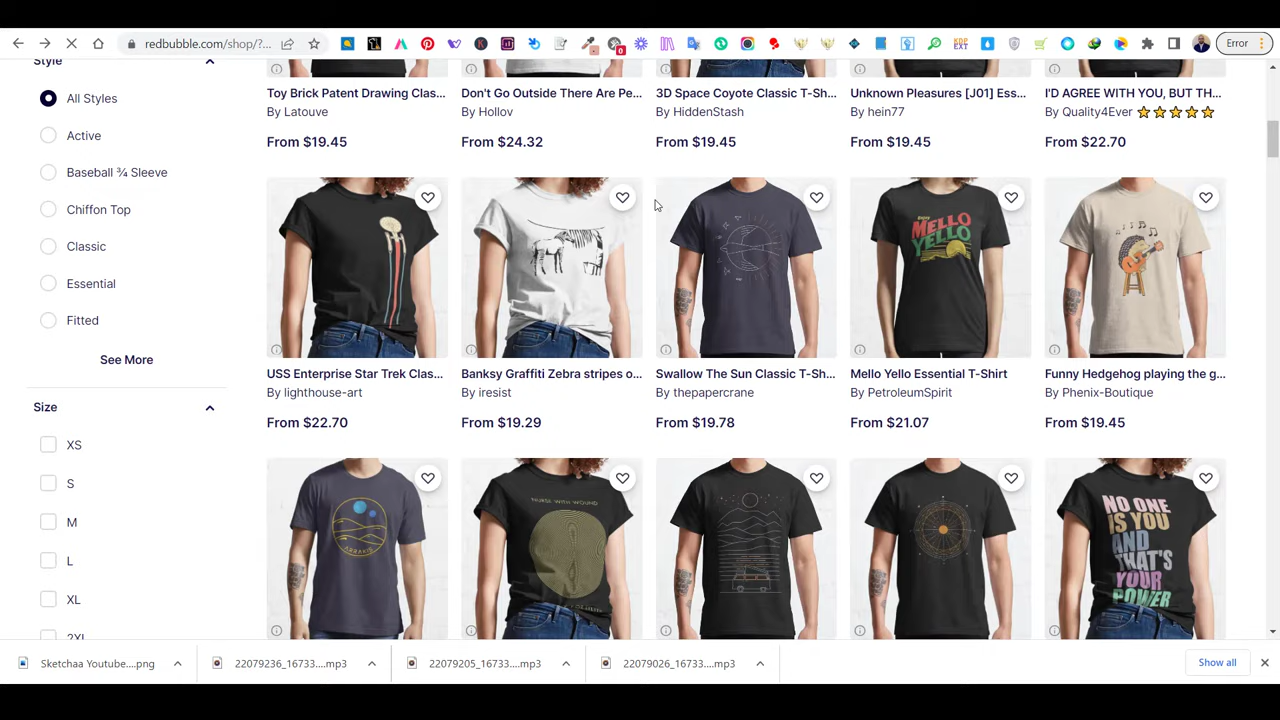 redbubble.com/shop/?...
Error
Style
All Styles
Active
Baseball ¾ Sleeve
Chiffon Top
Classic
Essential
Fitted
See More
Size
XS
S
M
L
XL
2XL
Toy Brick Patent Drawing Clas...
By Latouve
From $19.45
Don't Go Outside There Are Pe...
By Hollov
From $24.32
3D Space Coyote Classic T-Sh...
By HiddenStash
From $19.45
Unknown Pleasures [J01] Ess...
By hein77
From $19.45
I'D AGREE WITH YOU, BUT TH...
By Quality4Ever ⭐⭐⭐⭐⭐
From $22.70
Enjoy
MELLO
YELLO
USS Enterprise Star Trek Clas...
By lighthouse-art
From $22.70
Banksy Graffiti Zebra stripes o...
By iresist
From $19.29
Swallow The Sun Classic T-Sh...
By thepapercrane
From $19.78
Mello Yello Essential T-Shirt
By PetroleumSpirit
From $21.07
Funny Hedgehog playing the g...
By Phenix-Boutique
From $19.45
ARRAKIS
NURSE WITH WOUND
NO ONE
IS YOU
AND
THAT'S
YOUR
POWER
Sketchaa Youtube....png
22079236_16733....mp3
22079205_16733....mp3
22079026_16733....mp3
Show all